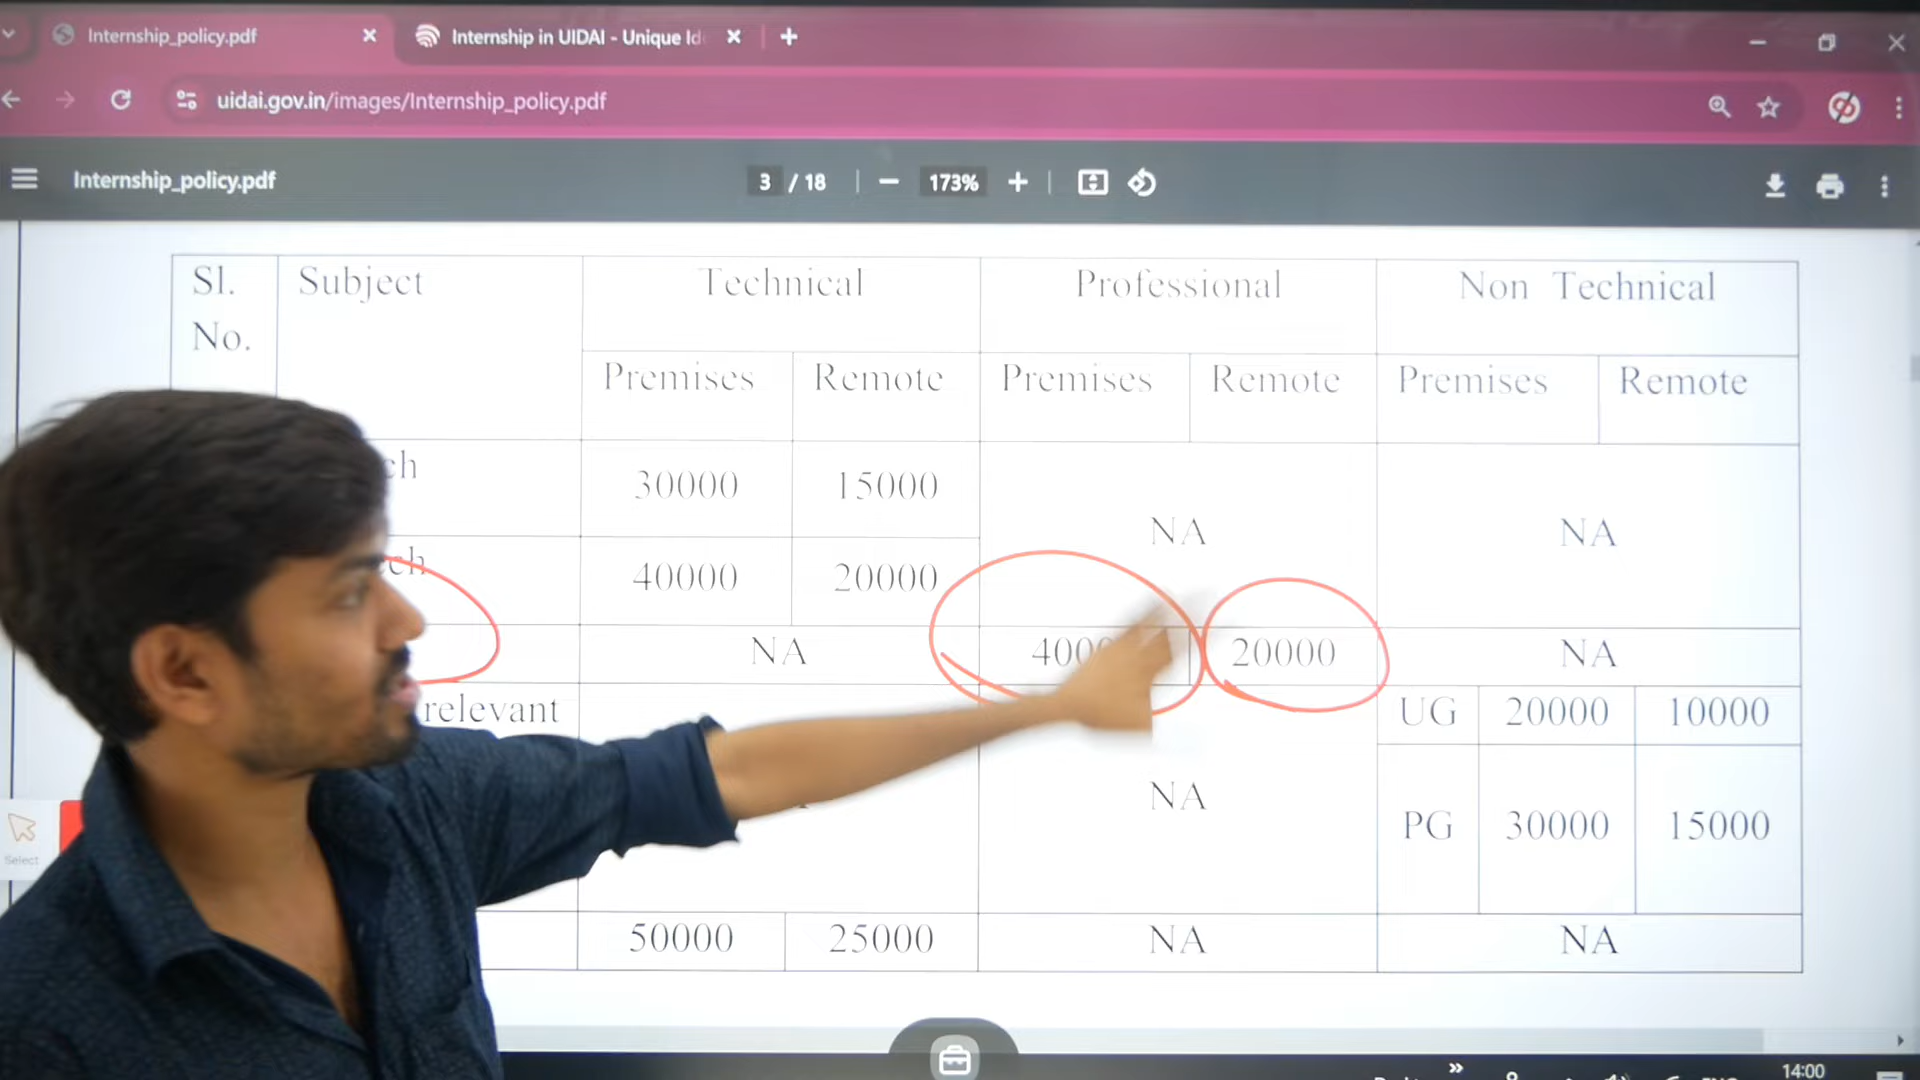 Internship_policy.pdf
Internship in UIDAI - Unique Id
uidai.gov.in/images/Internship_policy.pdf
Internship_policy.pdf
3 / 18
173%
Sl. No.
Subject
Technical
Professional
Non Technical
Premises
Remote
Premises
Remote
Premises
Remote
ch
30000
15000
NA
NA
ch
40000
20000
NA
20000
NA
relevant
NA
UG
20000
10000
PG
30000
15000
50000
25000
NA
NA
Select
14:00